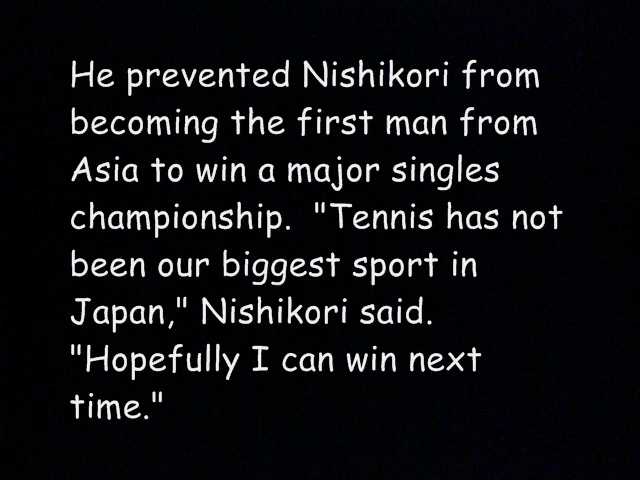 He prevented Nishikori from
becoming the first man from
Asia to win a major singles
championship.  "Tennis has not
been our biggest sport in
Japan," Nishikori said.
"Hopefully I can win next
time."